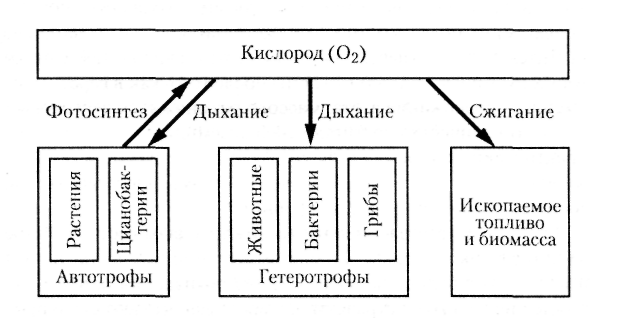 Кислород (O₂)
Фотосинтез
Дыхание
Дыхание
Сжигание
Растения
Цианобак-
терии
Автотрофы
Животные
Бактерии
Грибы
Гетеротрофы
Ископаемое
топливо
и биомасса